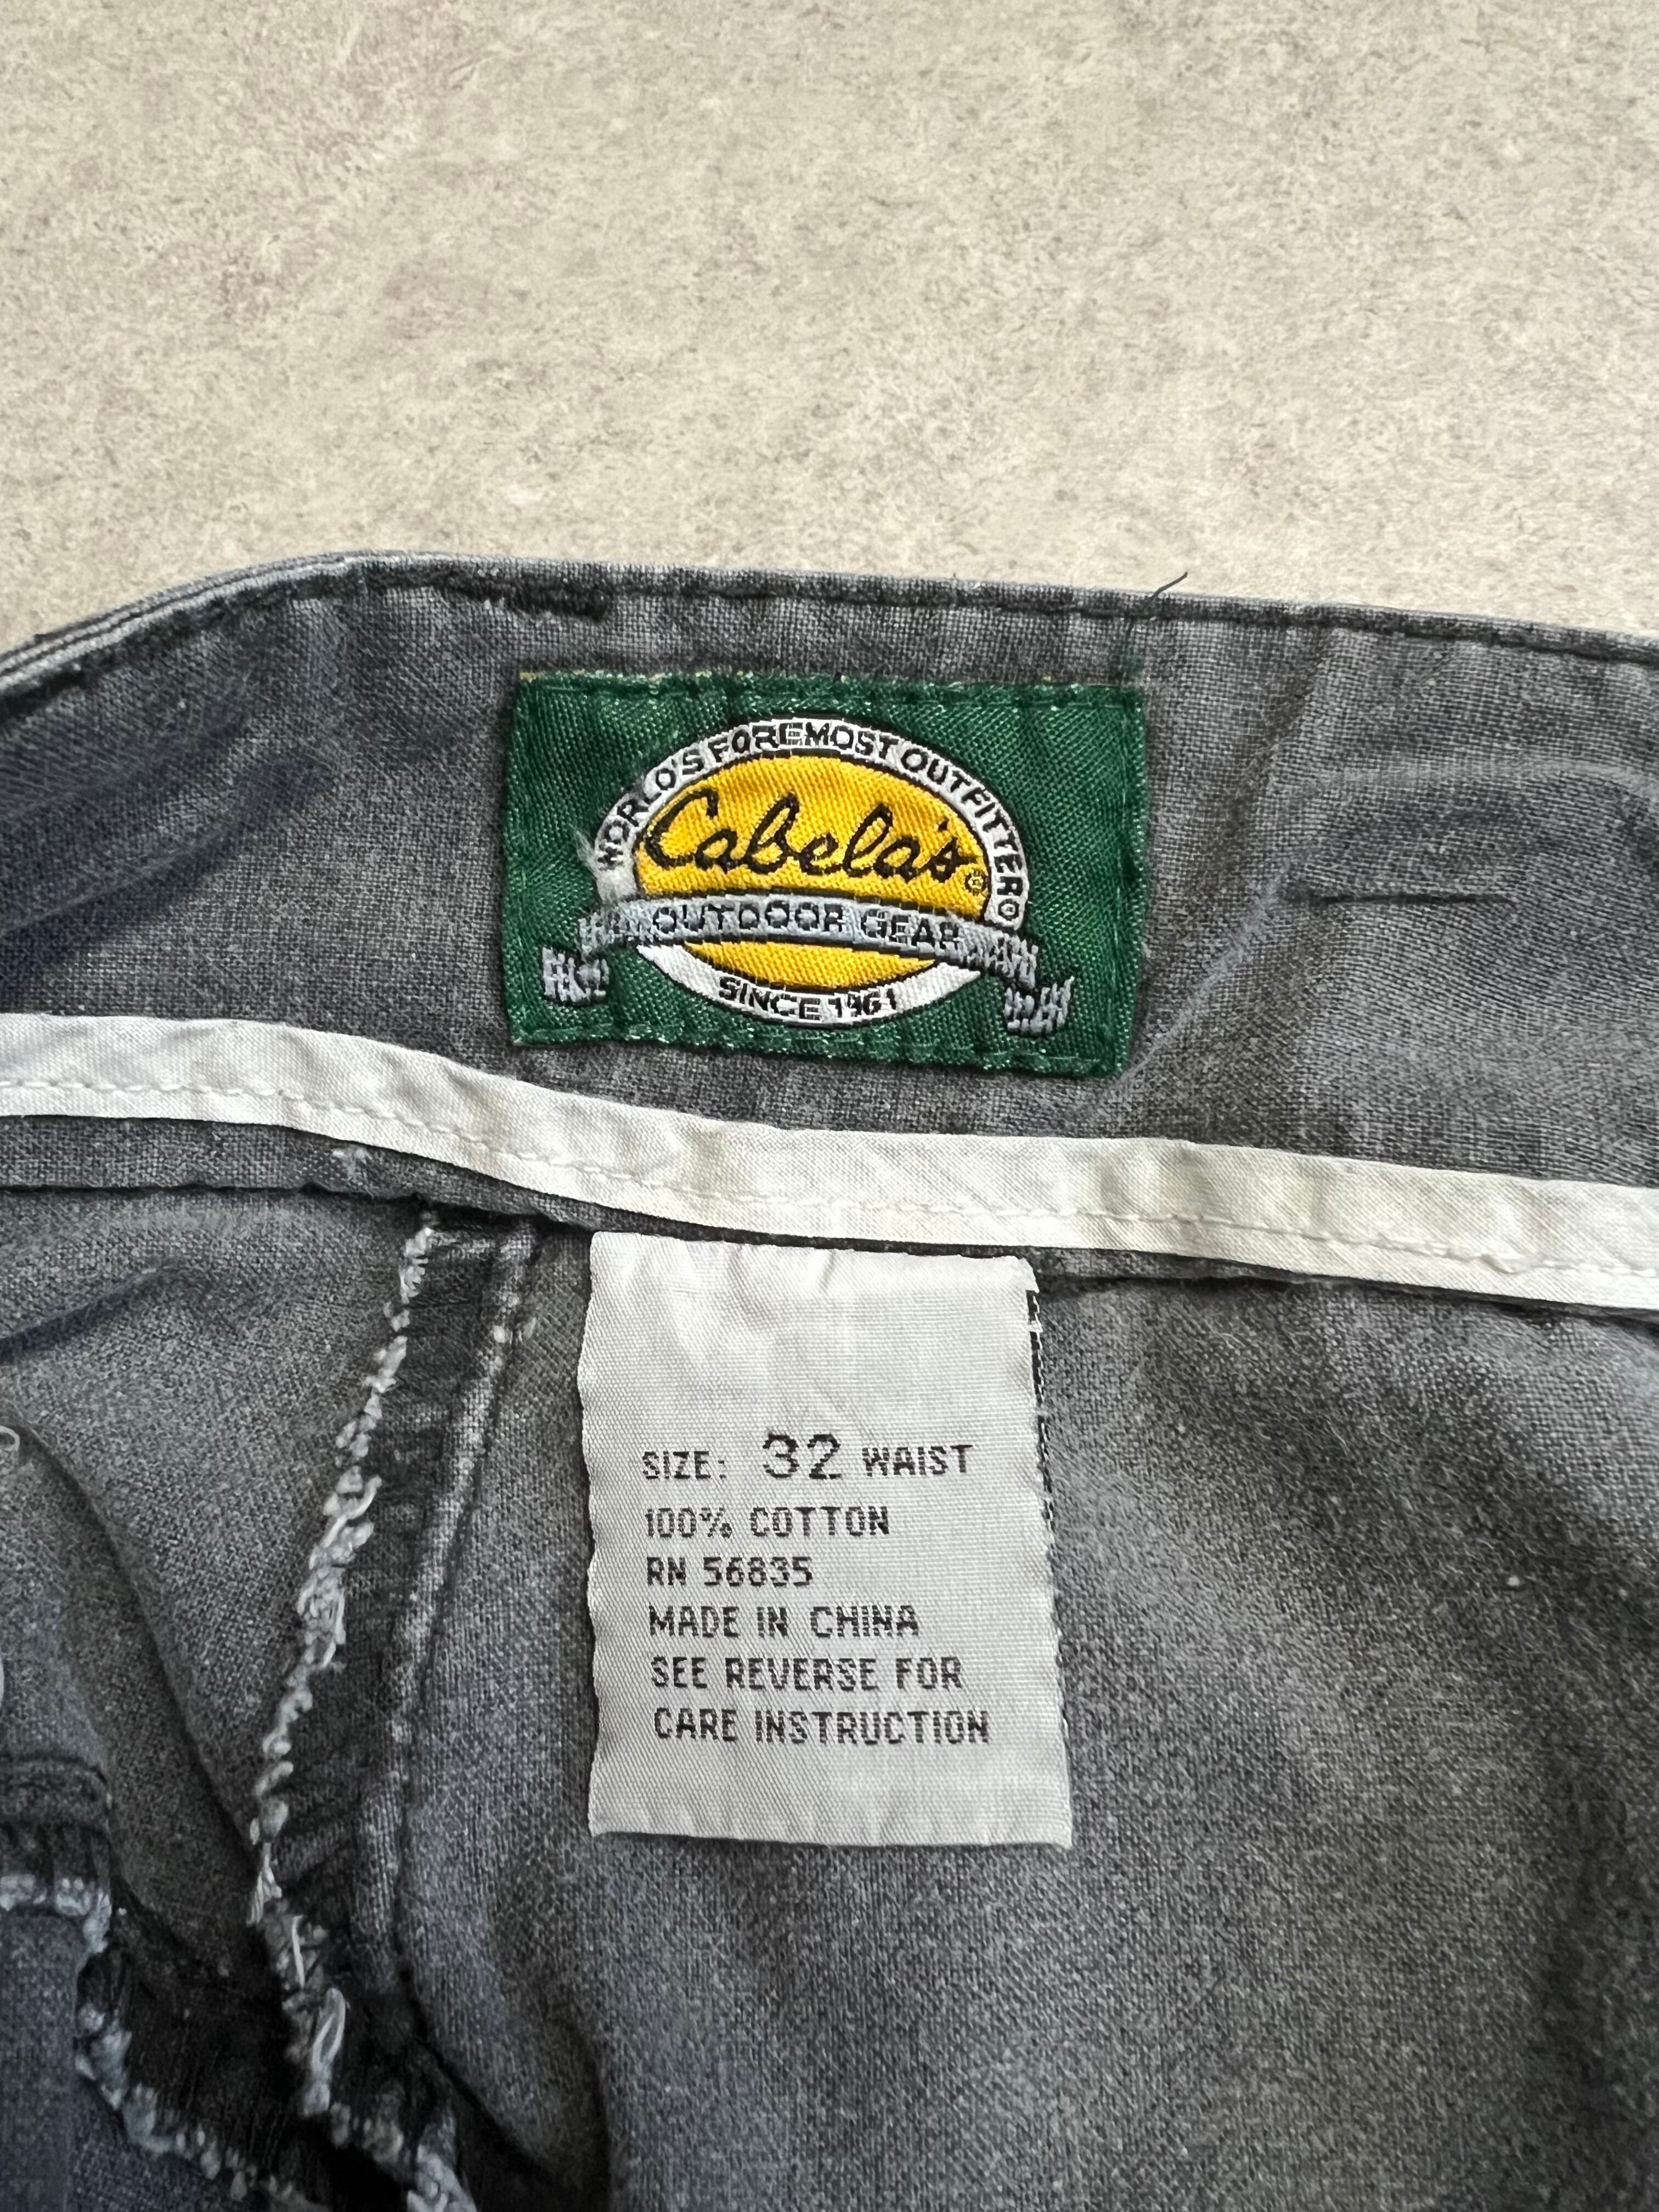 WORLD'S FOREMOST OUTFITTER®
Cabela's®
OUTDOOR GEAR
SINCE 1961
SIZE: 32 WAIST
100% COTTON
RN 56835
MADE IN CHINA
SEE REVERSE FOR
CARE INSTRUCTION